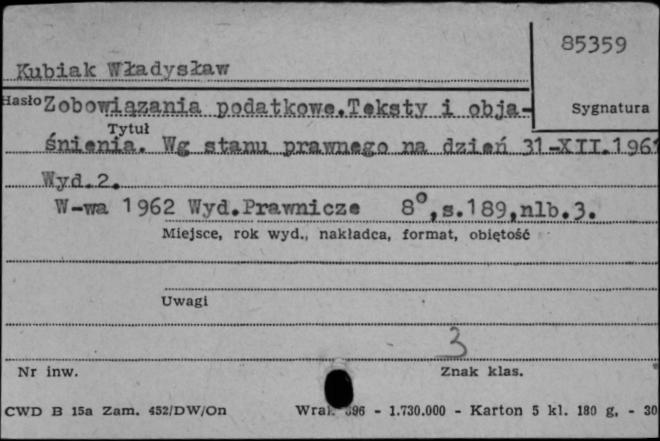 85359
Kubiak Władysław
Hasło Zobowiązania podatkowe.Teksty i obja-
Sygnatura
Tytuł
śnienia. Wg stanu prawnego na dzień 31-XII.1961
Wyd.2.
W-wa 1962 Wyd.Prawnicze 8°,s.189,nlb.3.
Miejsce, rok wyd., nakładca, format, obiętość
Uwagi
3
Nr inw.
Znak klas.
CWD B 15a Zam. 452/DW/On - 1.730.000 - Karton 5 kl. 180 g, - 30